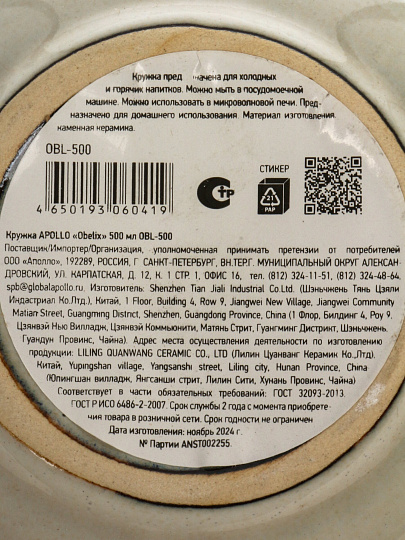 Кружка пред начена для холодных
и горячих напитков. Можно мыть в посудомоечной
машине. Можно использовать в микроволновой печи. Пред-
назначено для домашнего использования. Материал изготовления
каменная керамика.
OBL-500
СТИКЕР
PAP
4 650193 060419
Кружка APOLLO «Obelix» 500 мл OBL-500
Поставщик/Импортер/Организация, уполномоченная принимать претензии от потребителей
ООО «Аполло», 192289, РОССИЯ, Г. САНКТ-ПЕТЕРБУРГ, ВН.ТЕР.Г. МУНИЦИПАЛЬНЫЙ ОКРУГ АЛЕКСАН-
ДРОВСКИЙ, УЛ. КАРПАТСКАЯ, Д. 12, К. 1 СТР. 1, ОФИС 16, тел. (812) 324-11-51, (812) 324-48-64,
spb@globalapollo.ru. Изготовитель: Shenzhen Tian Jiali Industrial Co.Ltd. (Шэньчжень Тянь Цзяли
Индастриал Ко.Лтд.), Китай, 1 Floor, Building 4, Row 9, Jiangwei New Village, Jiangwei Community
Matian Street, Guangming District, Shenzhen, Guangdong Province, China (1 Флор, Билдинг 4, Роу 9,
Цзянвэй Нью Вилладж, Цзянвэй Коммьюнити, Матянь Стрит, Гуангминг Дистрикт, Шэньчжень,
Гуандун Провинс, Чайна). Адрес места осуществления деятельности по изготовлению
продукции: LILING QUANWANG CERAMIC CO., LTD (Лилин Цуанванг Керамик Ко.,Лтд).
Китай, Yupingshan village, Yangsanshi street, Liling city, Hunan Province, China
(Юпингшан вилладж, Янгсанши стрит, Лилин Сити, Хунань Провинс, Чайна)
Соответствует в части обязательных требований: ГОСТ 32093-2013.
ГОСТ Р ИСО 6486-2-2007. Срок службы 2 года с момента приобрете-
ния товара в розничной сети. Срок годности не ограничен
Дата изготовления: ноябрь 2024 г.
№ Партии ANST002255.